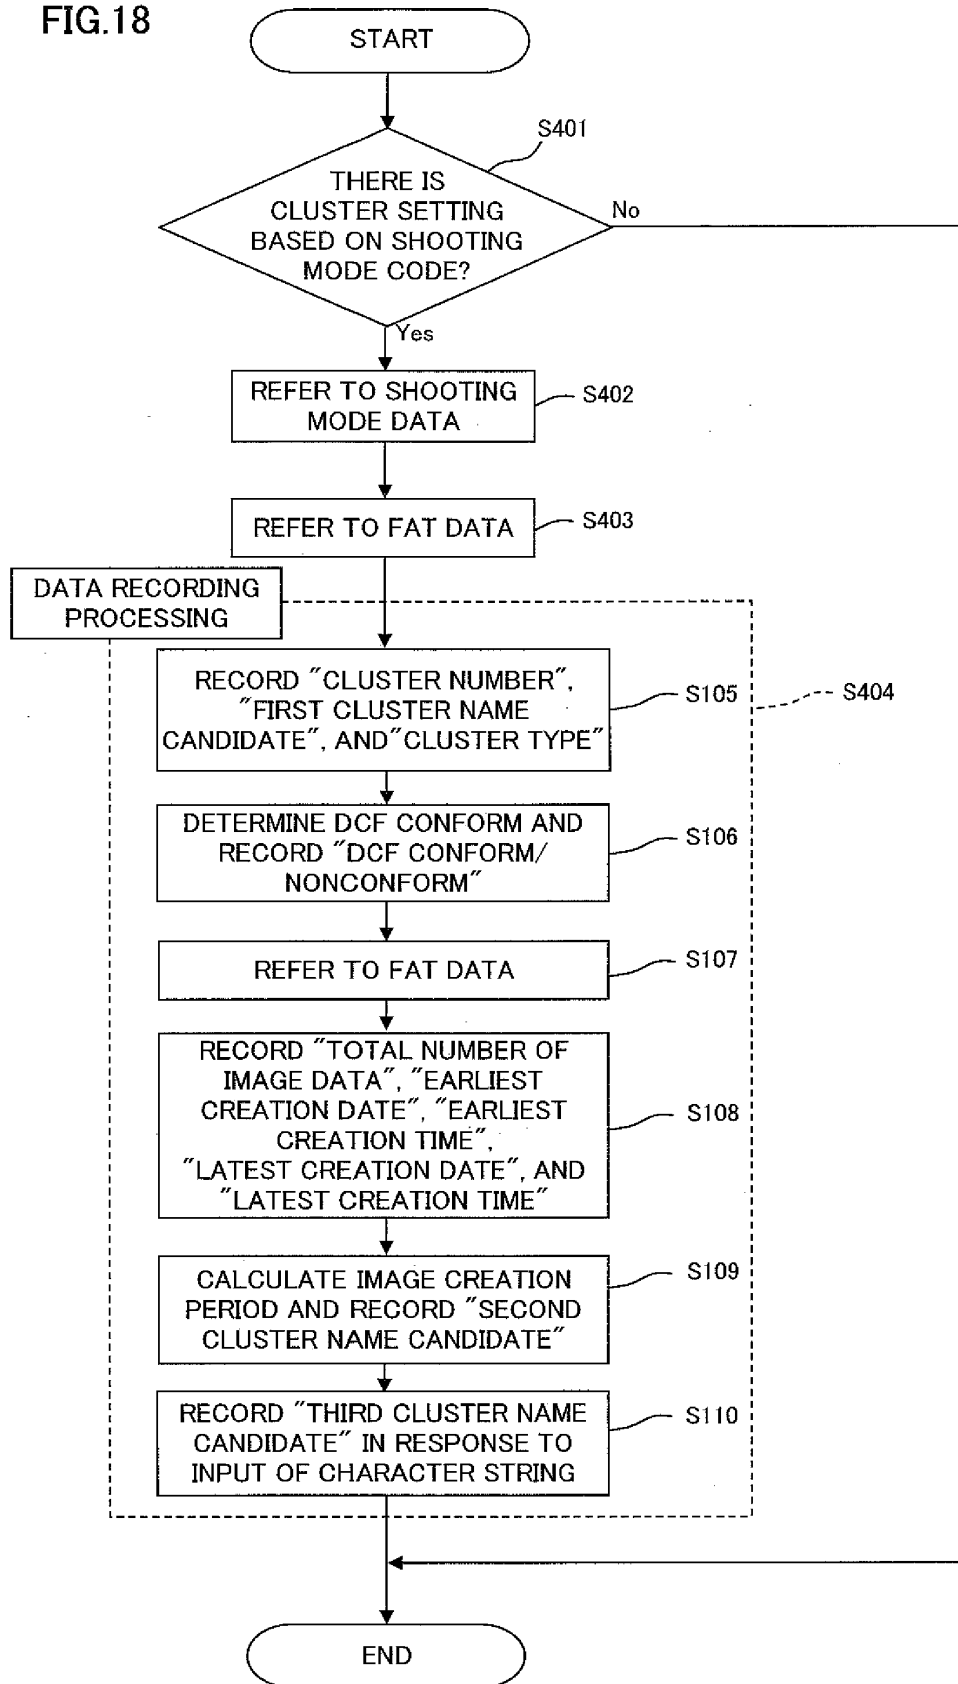 FIG.18
START
S401
THERE IS
CLUSTER SETTING
BASED ON SHOOTING
MODE CODE?
No
Yes
REFER TO SHOOTING
MODE DATA
S402
REFER TO FAT DATA
S403
DATA RECORDING
PROCESSING
S404
RECORD "CLUSTER NUMBER",
"FIRST CLUSTER NAME
CANDIDATE", AND"CLUSTER TYPE"
S105
DETERMINE DCF CONFORM AND
RECORD "DCF CONFORM/
NONCONFORM"
S106
REFER TO FAT DATA
S107
RECORD "TOTAL NUMBER OF
IMAGE DATA", "EARLIEST
CREATION DATE", "EARLIEST
CREATION TIME",
"LATEST CREATION DATE", AND
"LATEST CREATION TIME"
S108
CALCULATE IMAGE CREATION
PERIOD AND RECORD "SECOND
CLUSTER NAME CANDIDATE"
S109
RECORD "THIRD CLUSTER NAME
CANDIDATE" IN RESPONSE TO
INPUT OF CHARACTER STRING
S110
END